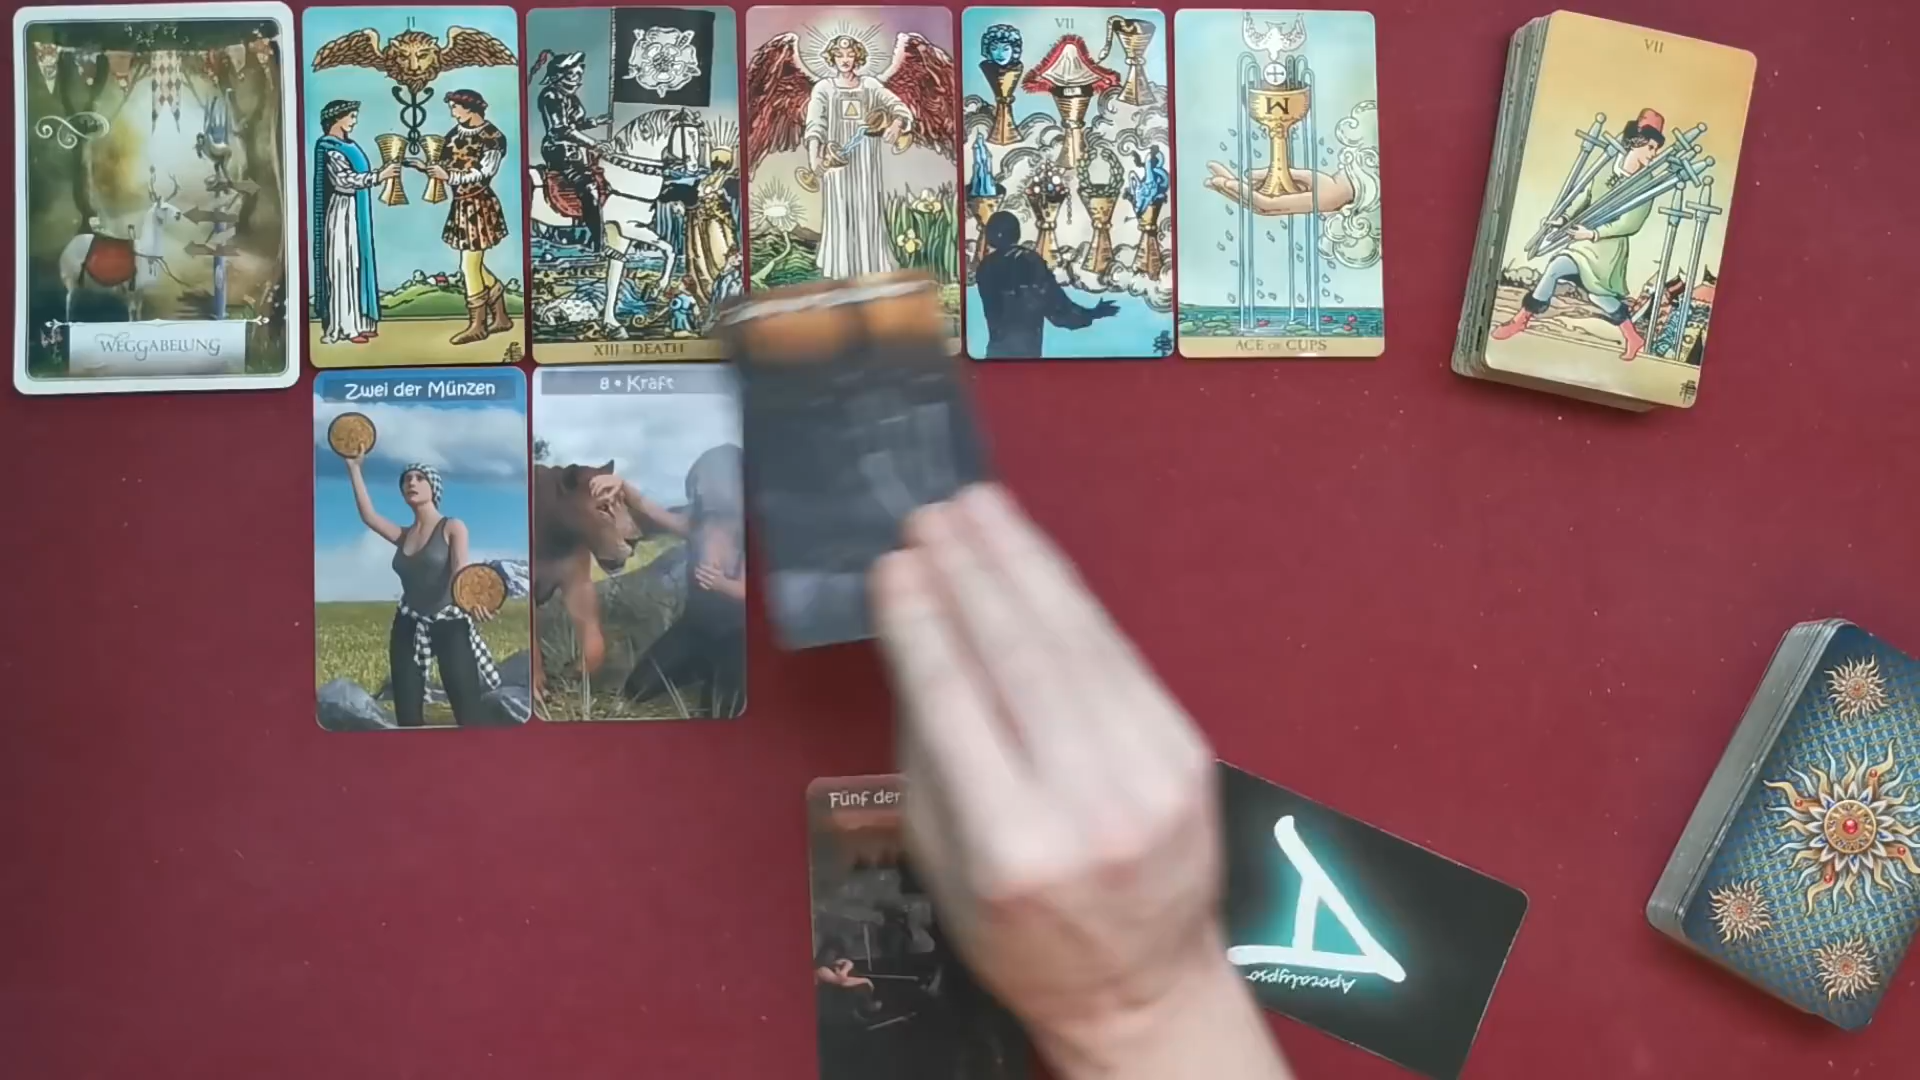 WEGGABELUNG
II
XIII DEATH
VII
ACE OF CUPS
VII
Zwei der Münzen
8 • Kraft
Fünf der
Apocalypso